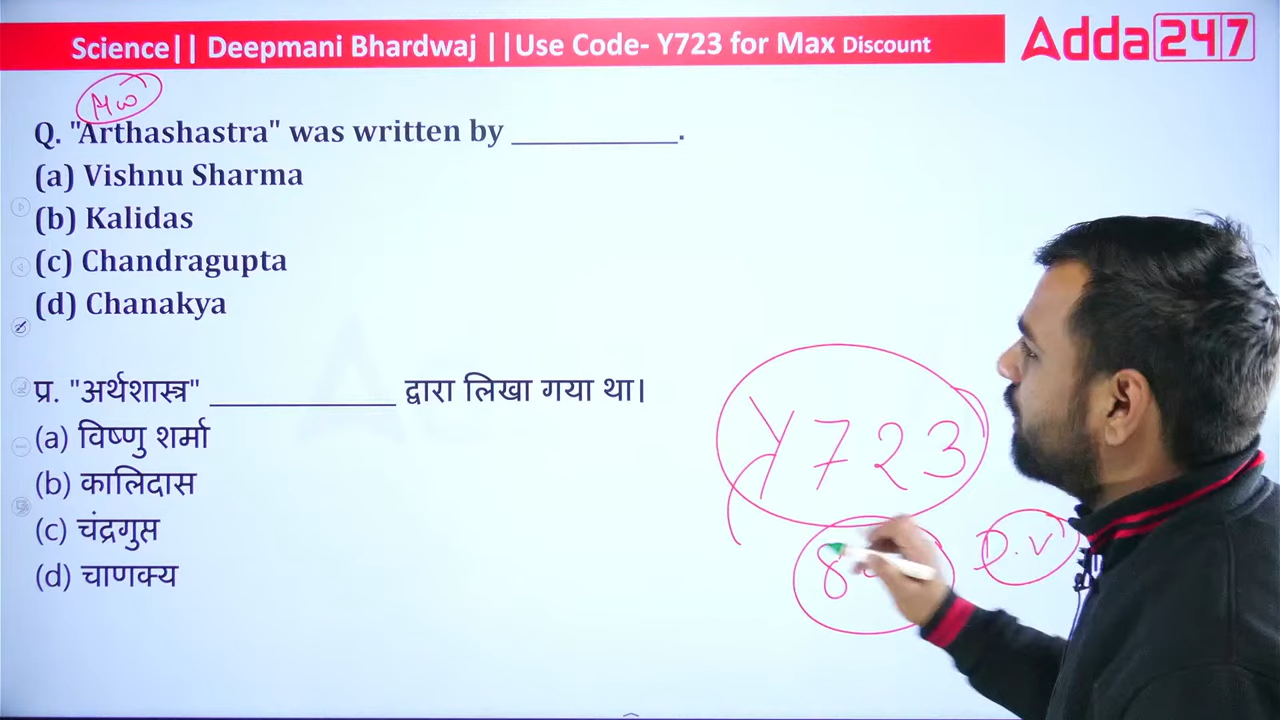 Science|| Deepmani Bhardwaj ||Use Code- Y723 for Max Discount
Adda247
Q. "Arthashastra" was written by ____________.
(a) Vishnu Sharma
(b) Kalidas
(c) Chandragupta
(d) Chanakya
प्र. "अर्थशास्त्र" ____________ द्वारा लिखा गया था।
(a) विष्णु शर्मा
(b) कालिदास
(c) चंद्रगुप्त
(d) चाणक्य
Y723
D.V